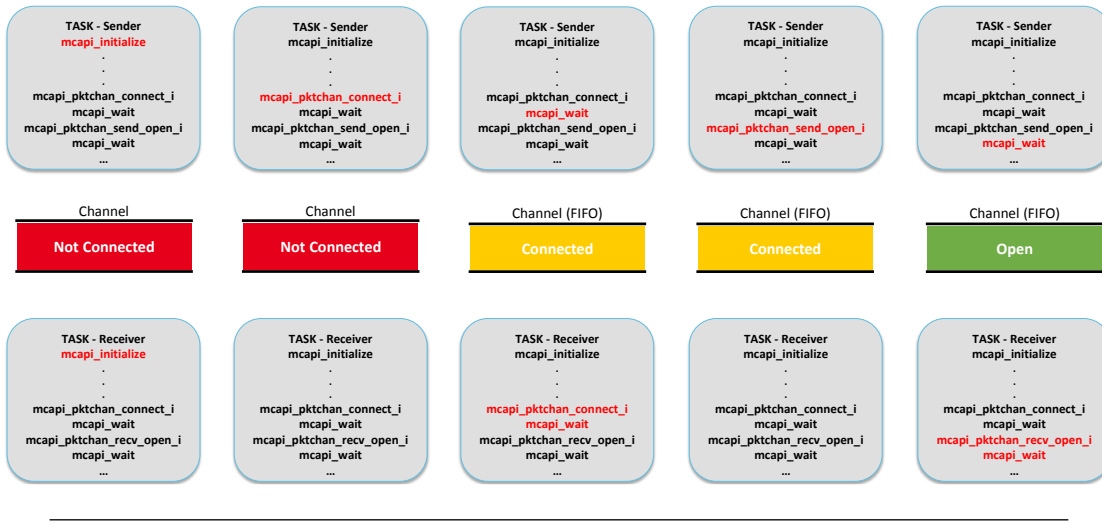 TASK - Sender
mcapi_initialize
.
.
.
mcapi_pktchan_connect_i
mcapi_wait
mcapi_pktchan_send_open_i
mcapi_wait
...
TASK - Sender
mcapi_initialize
.
.
.
mcapi_pktchan_connect_i
mcapi_wait
mcapi_pktchan_send_open_i
mcapi_wait
...
TASK - Sender
mcapi_initialize
.
.
.
mcapi_pktchan_connect_i
mcapi_wait
mcapi_pktchan_send_open_i
mcapi_wait
...
TASK - Sender
mcapi_initialize
.
.
.
mcapi_pktchan_connect_i
mcapi_wait
mcapi_pktchan_send_open_i
mcapi_wait
...
TASK - Sender
mcapi_initialize
.
.
.
mcapi_pktchan_connect_i
mcapi_wait
mcapi_pktchan_send_open_i
mcapi_wait
...
Channel
Not Connected
Channel
Not Connected
Channel (FIFO)
Connected
Channel (FIFO)
Connected
Channel (FIFO)
Open
TASK - Receiver
mcapi_initialize
.
.
.
mcapi_pktchan_connect_i
mcapi_wait
mcapi_pktchan_recv_open_i
mcapi_wait
...
TASK - Receiver
mcapi_initialize
.
.
.
mcapi_pktchan_connect_i
mcapi_wait
mcapi_pktchan_recv_open_i
mcapi_wait
...
TASK - Receiver
mcapi_initialize
.
.
.
mcapi_pktchan_connect_i
mcapi_wait
mcapi_pktchan_recv_open_i
mcapi_wait
...
TASK - Receiver
mcapi_initialize
.
.
.
mcapi_pktchan_connect_i
mcapi_wait
mcapi_pktchan_recv_open_i
mcapi_wait
...
TASK - Receiver
mcapi_initialize
.
.
.
mcapi_pktchan_connect_i
mcapi_wait
mcapi_pktchan_recv_open_i
mcapi_wait
...